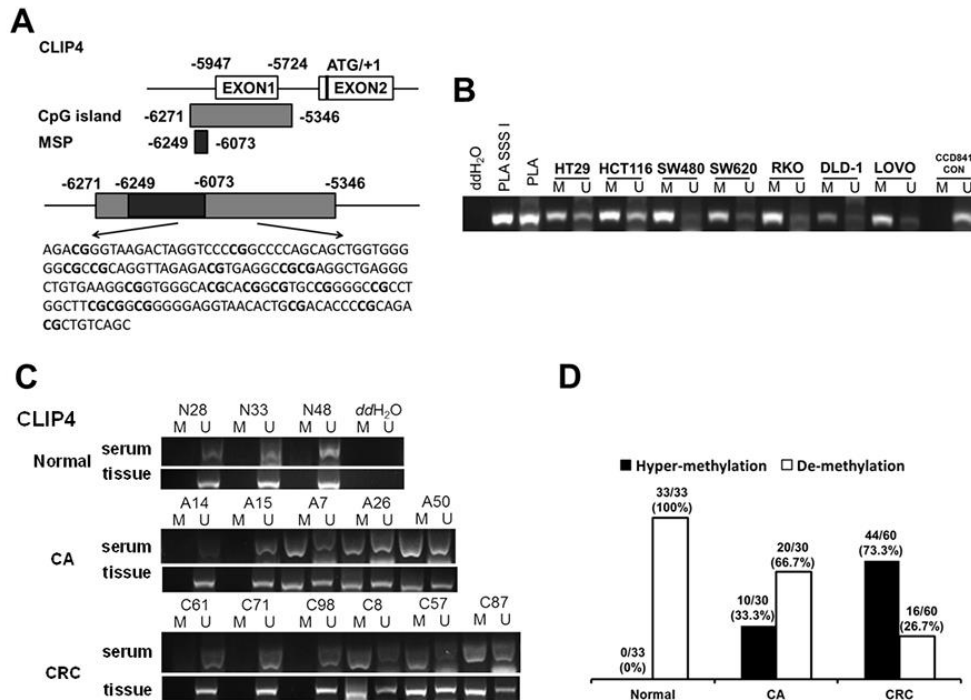 A
CLIP4
-5947 -5724 ATG/+1
EXON1 EXON2
CpG island -6271 -5346
MSP -6249 -6073
-6271 -6249 -6073 -5346
AGACGGGTAAGACTAGGTCCCCCGGCCCCAGCAGCTGGTGGG
GGCGCCGCAGGTTAGAGACGTGAGGCCGCGAGGCTGAGGG
CTGTGAAGGCGGTGGGCACGCACGGCGTGCCGGGGCCGCCT
GGCTTCGCGGCGGGGGAGGTAACACTGCGACACCCCGCAGA
CGCTGTCAGC
B
ddH2O PLA SSS I PLA HT29 HCT116 SW480 SW620 RKO DLD-1 LOVO CCD841 CON
M U M U M U M U M U M U M U M U
C
CLIP4
N28 N33 N48 ddH2O
M U M U M U M U
Normal
serum
tissue
A14 A15 A7 A26 A50
M U M U M U M U M U
CA
serum
tissue
C61 C71 C98 C8 C57 C87
M U M U M U M U M U M U
CRC
serum
tissue
D
Hyper-methylation De-methylation
33/33
(100%)
44/60
(73.3%)
20/30
(66.7%)
10/30
(33.3%)
16/60
(26.7%)
0/33
(0%)
Normal CA CRC